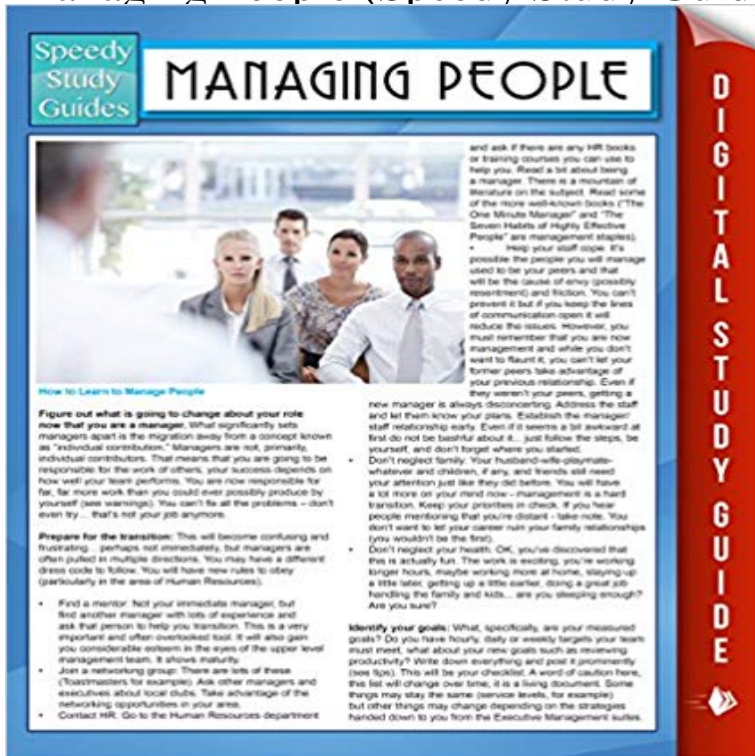 Speedy
Study
Guides
MANAGING PEOPLE
How to Learn to Manage People
Figure out what is going to change about your role
now that you are a manager. What significantly sets
managers apart is the migration away from a concept known
as "individual contribution." Managers are not, primarily,
individual contributors. That means that you are going to be
responsible for the work of others, your success depends on
how well your team performs. You are now responsible for
far, far more work than you could ever possibly produce by
yourself (see warnings). You can't fix all the problems – don't
even try... that's not your job anymore.
Prepare for the transition: This will become confusing and
frustrating... perhaps not immediately, but managers are
often pulled in multiple directions. You may have a different
dress code to follow. You will have new rules to obey
(particularly in the area of Human Resources).
• Find a mentor: Not your immediate manager, but
find another manager with lots of experience and
ask that person to help you transition. This is a very
important and often overlooked tool. It will also gain
you considerable esteem in the eyes of the upper level
management team. It shows maturity.
• Join a networking group: There are lots of these
(Toastmasters for example). Ask other managers and
executives about local clubs. Take advantage of the
networking opportunities in your area.
• Contact HR. Go to the Human Resources department
and ask if there are any HR books
or training courses you can use to
help you. Read a bit about being
a manager. There is a mountain of
literature on the subject. Read some
of the more well-known books ("The
One Minute Manager" and "The
Seven Habits of Highly Effective
People" are management staples).
• Help your staff cope. It's
possible the people you will manage
used to be your peers and that
will be the cause of envy (possibly
resentment) and friction. You can't
prevent it but if you keep the lines
of communication open it will
reduce the issues. However, you
must remember that you are now
management and while you don't
want to flaunt it, you can't let your
former peers take advantage of
your previous relationship. Even if
they weren't your peers, getting a
new manager is always disconcerting. Address the staff
and let them know your plans. Establish the manager/
staff relationship early. Even if it seems a bit awkward at
first do not be bashful about it... just follow the steps, be
yourself, and don't forget where you started.
• Don't neglect family: Your husband-wife-playmate-
whatever and children, if any, and friends still need
your attention just like they did before. You will have
a lot more on your mind now - management is a hard
transition. Keep your priorities in check. If you hear
people mentioning that you're distant - take note. You
don't want to let your career ruin your family relationships
(you wouldn't be the first).
• Don't neglect your health. OK, you've discovered that
this is actually fun. The work is exciting, you're working
longer hours, maybe working more at home, staying up
a little later, getting up a little earlier, doing a great job
handling the family and kids... are you sleeping enough?
Are you sure?
Identify your goals: What, specifically, are your measured
goals? Do you have hourly, daily or weekly targets your team
must meet, what about your new goals such as reviewing
productivity? Write down everything and post it prominently
(see tips). This will be your checklist. A word of caution here,
this list will change over time, it is a living document. Some
things may stay the same (service levels, for example)
but other things may change depending on the strategies
handed down to you from the Executive Management suites.
DIGITAL STUDY GUIDE